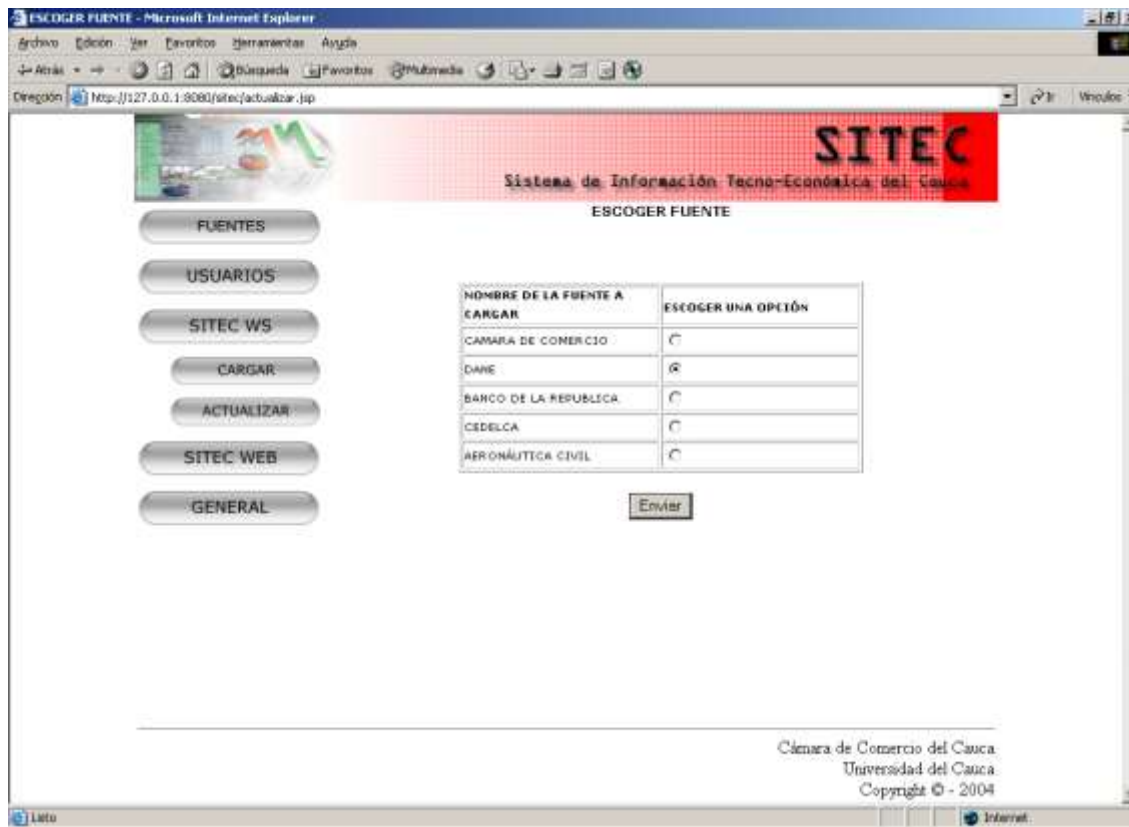 ESCOGER FUENTE - Microsoft Internet Explorer
Archivo Edición Ver Favoritos Herramientas Ayuda
Atrás Búsqueda Favoritos Multimedia
Dirección http://127.0.0.1:8080/sitec/actualizar.jsp Ir Vínculos
SITEC
Sistema de Información Tecno-Económica del Cauca
ESCOGER FUENTE
FUENTES
USUARIOS
SITEC WS
CARGAR
ACTUALIZAR
SITEC WEB
GENERAL
NOMBRE DE LA FUENTE A CARGAR ESCOGER UNA OPCIÓN
CAMARA DE COMERCIO
DANE
BANCO DE LA REPUBLICA
CEDELCA
AERONÁUTICA CIVIL
Enviar
Cámara de Comercio del Cauca
Universidad del Cauca
Copyright © - 2004
Listo Internet